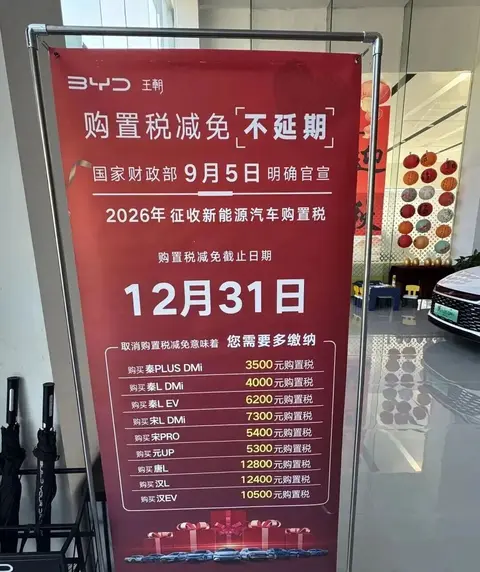 BYD 王朝
购置税减免 不延期
国家财政部 9月5日 明确官宣
2026年 征收新能源汽车购置税
购置税减免截止日期
12月31日
取消购置税减免意味着 您需要多缴纳
购买秦PLUS DMi 3500元购置税
购买秦L DMi 4000元购置税
购买秦L EV 6200元购置税
购买宋L DMi 7300元购置税
购买宋PRO 5400元购置税
购买元UP 5300元购置税
购买唐L 12800元购置税
购买汉L 12400元购置税
购买汉EV 10500元购置税